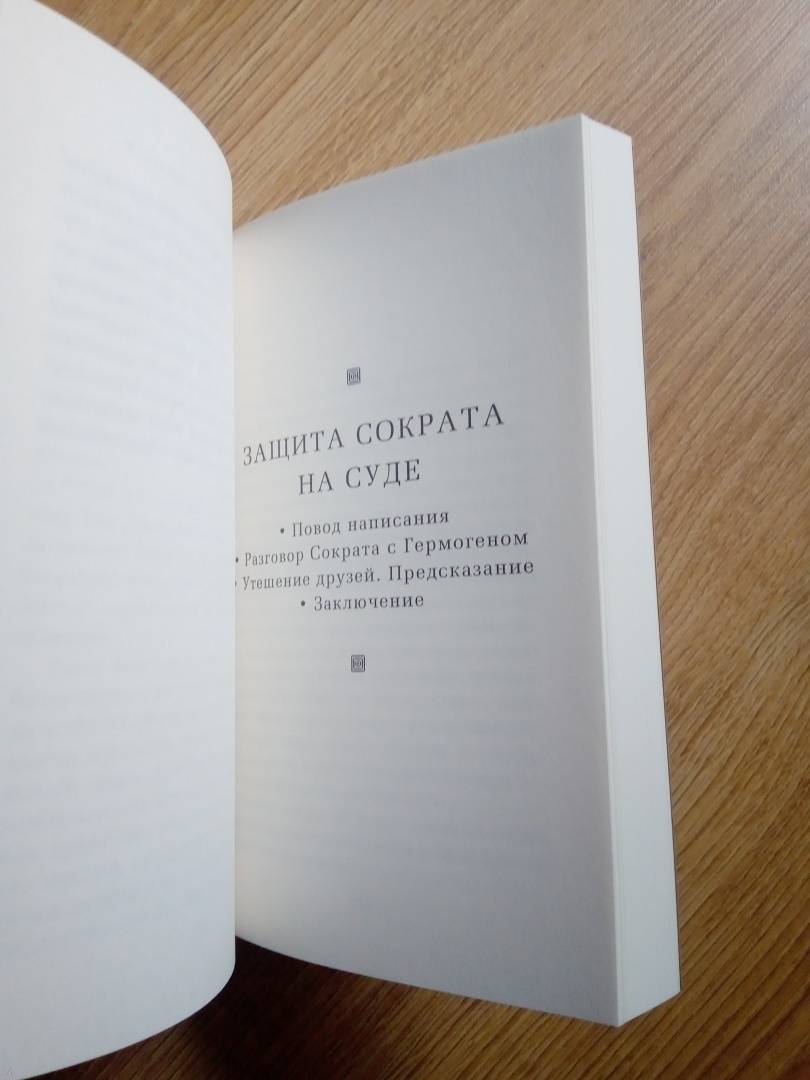 ЗАЩИТА СОКРАТА
НА СУДЕ
• Повод написания
• Разговор Сократа с Гермогеном
• Утешение друзей. Предсказание
• Заключение